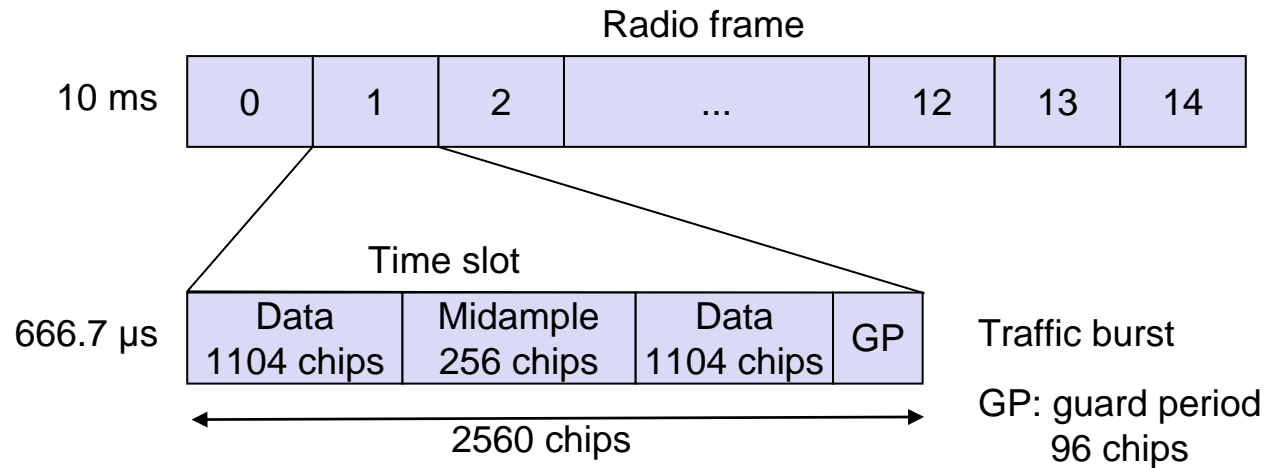 Radio frame
10 ms
0
1
2
...
12
13
14
Time slot
666.7 µs
Data
1104 chips
Midample
256 chips
Data
1104 chips
GP
Traffic burst
GP: guard period
96 chips
2560 chips